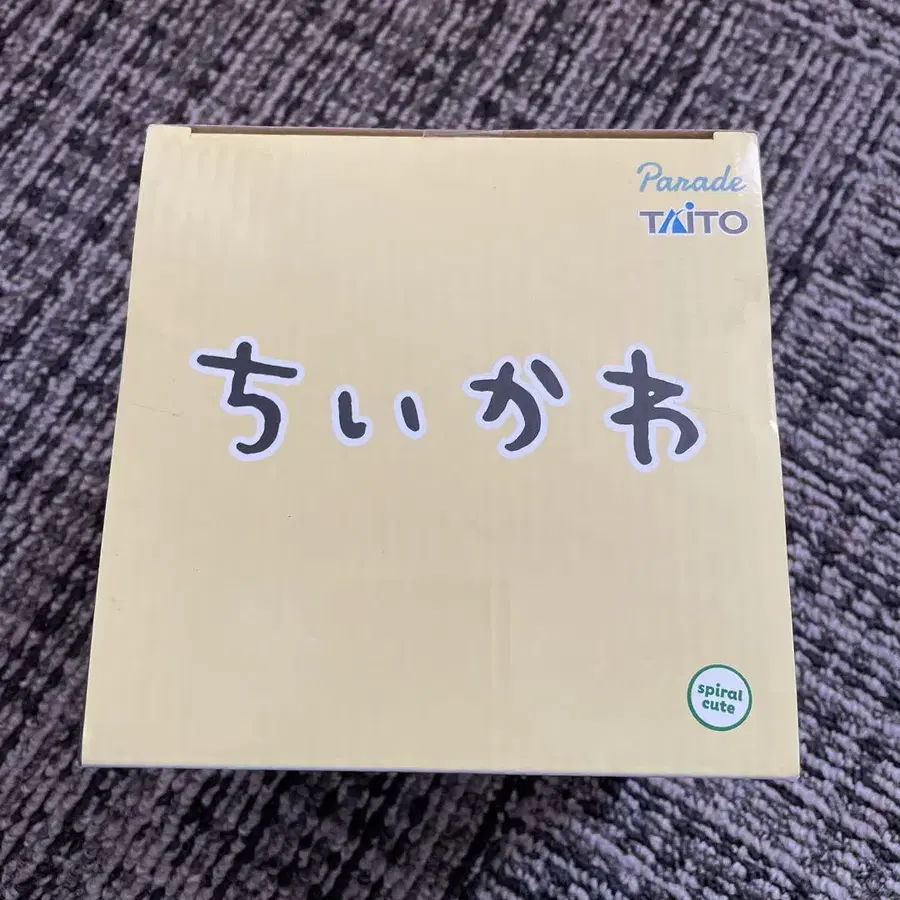 Parade
TAiTO
ちいかわ
spiral
cute